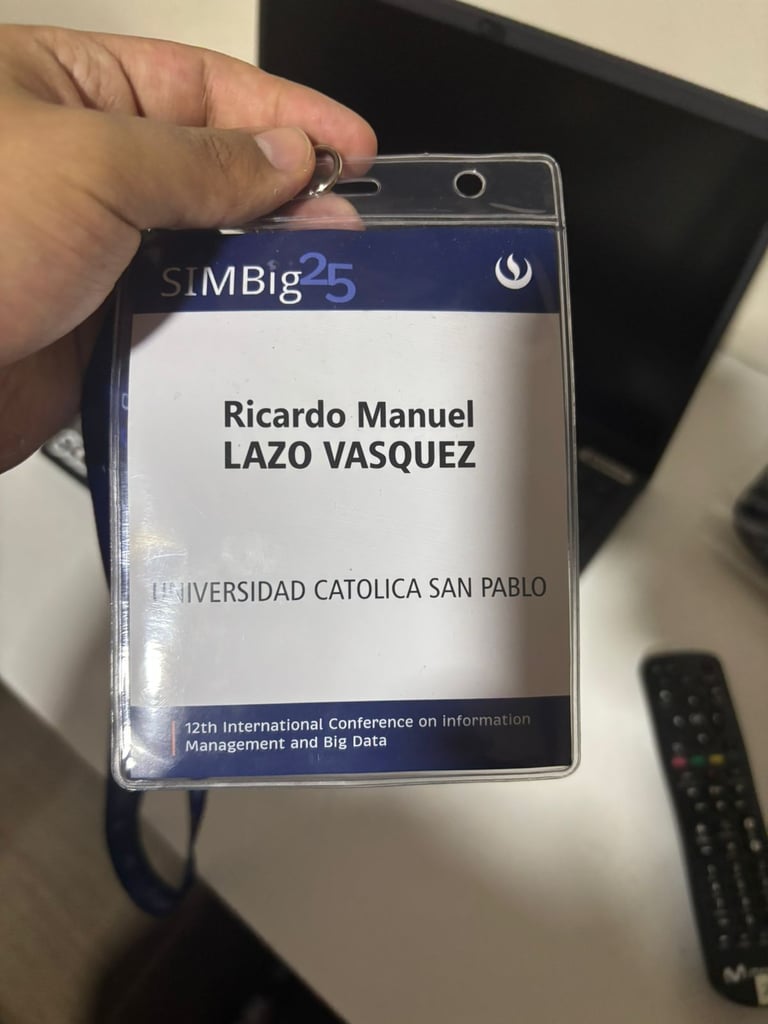 SIMBig25
Ricardo Manuel
LAZO VASQUEZ
UNIVERSIDAD CATOLICA SAN PABLO
12th International Conference on information
Management and Big Data